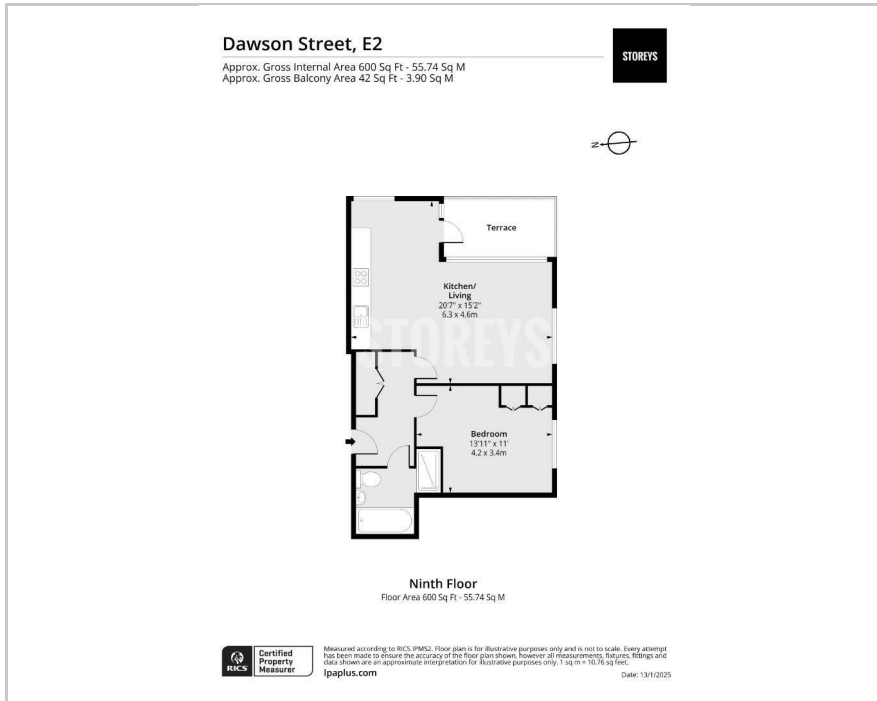 Dawson Street, E2
Approx. Gross Internal Area 600 Sq Ft - 55.74 Sq M
Approx. Gross Balcony Area 42 Sq Ft - 3.90 Sq M
STOREYS
N
Terrace
Kitchen/
Living
20'7" x 15'2"
6.3 x 4.6m
STOREYS
Bedroom
13'11" x 11'
4.2 x 3.4m
Ninth Floor
Floor Area 600 Sq Ft - 55.74 Sq M
RICS
Certified
Property
Measurer
Measured according to RICS IPMS2. Floor plan is for illustrative purposes only and is not to scale. Every attempt
has been made to ensure the accuracy of the floor plan shown, however all measurements, fixtures, fittings and
data shown are an approximate interpretation for illustrative purposes only. 1 sq m = 10.76 sq feet.
lpaplus.com
Date: 13/1/2025